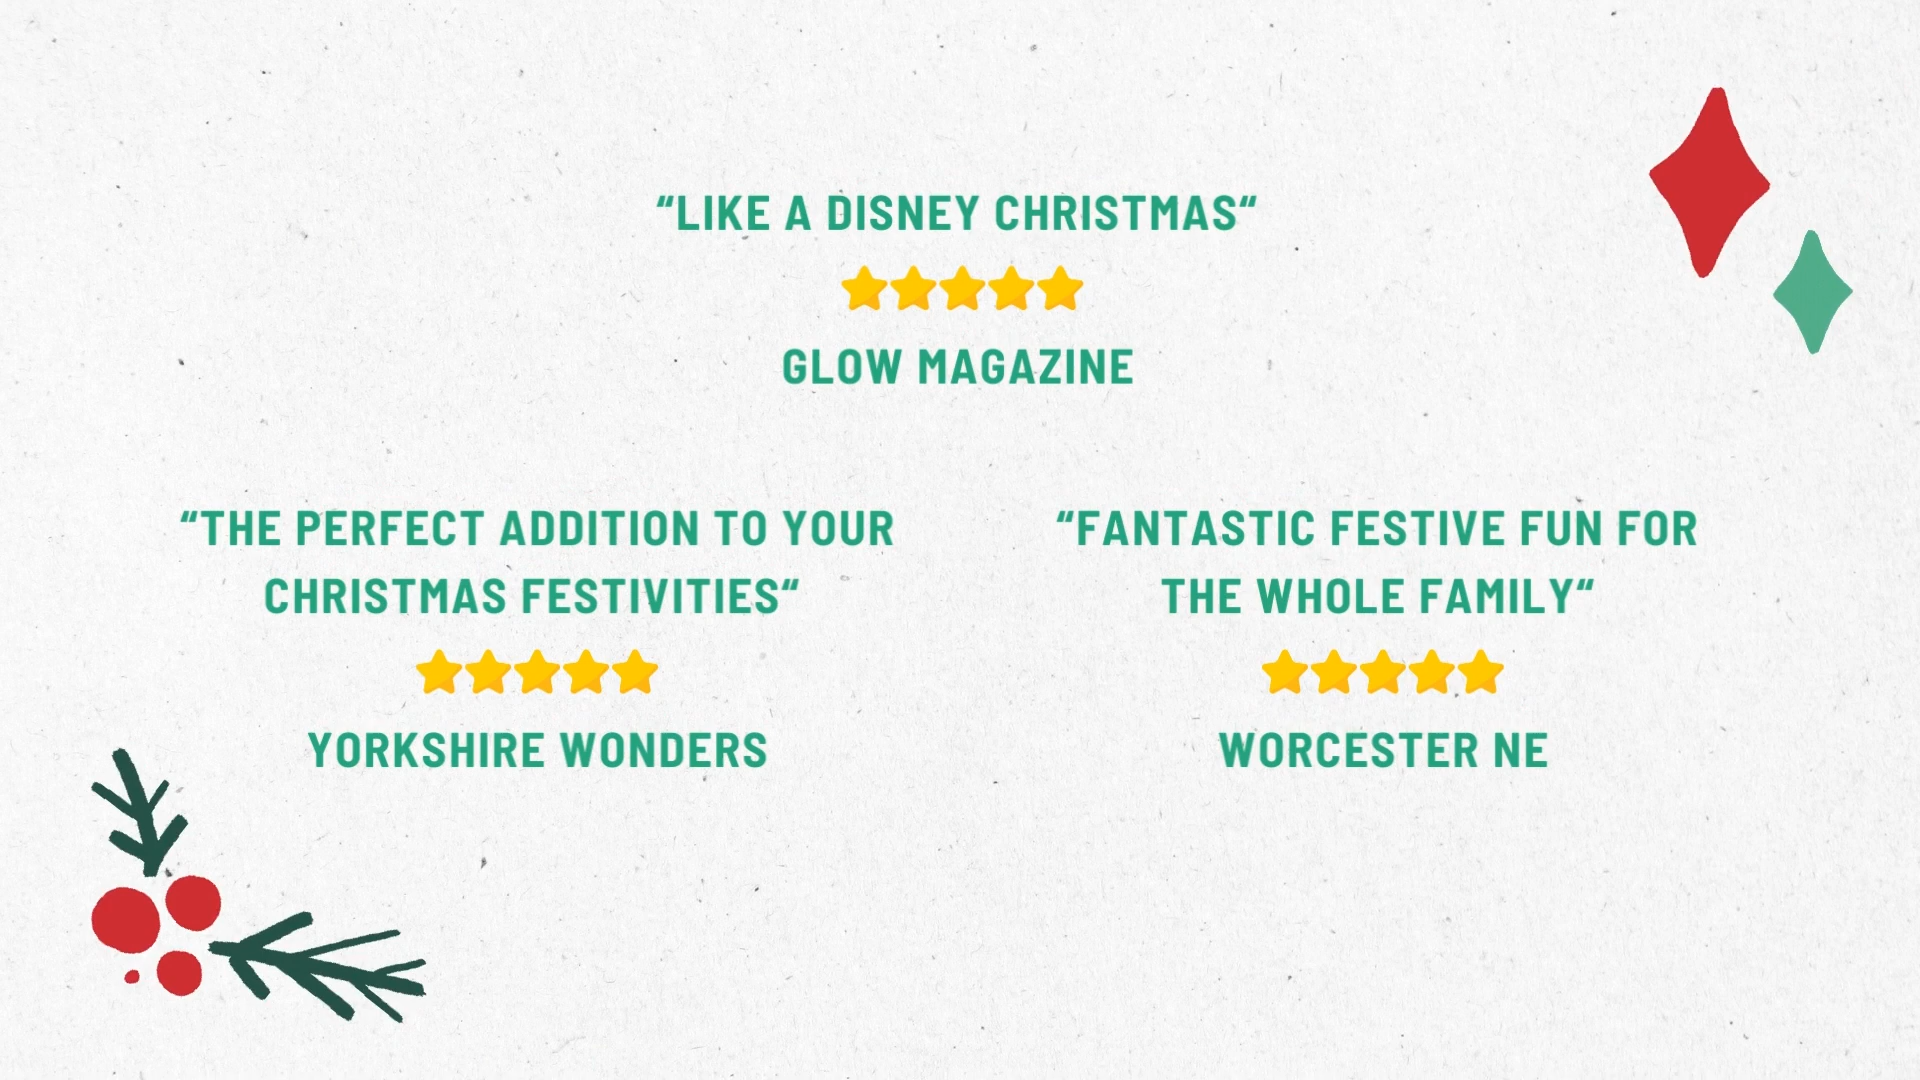 “LIKE A DISNEY CHRISTMAS“
⭐⭐⭐⭐⭐
GLOW MAGAZINE
“THE PERFECT ADDITION TO YOUR
CHRISTMAS FESTIVITIES“
⭐⭐⭐⭐⭐
YORKSHIRE WONDERS
“FANTASTIC FESTIVE FUN FOR
THE WHOLE FAMILY“
⭐⭐⭐⭐⭐
WORCESTER NE